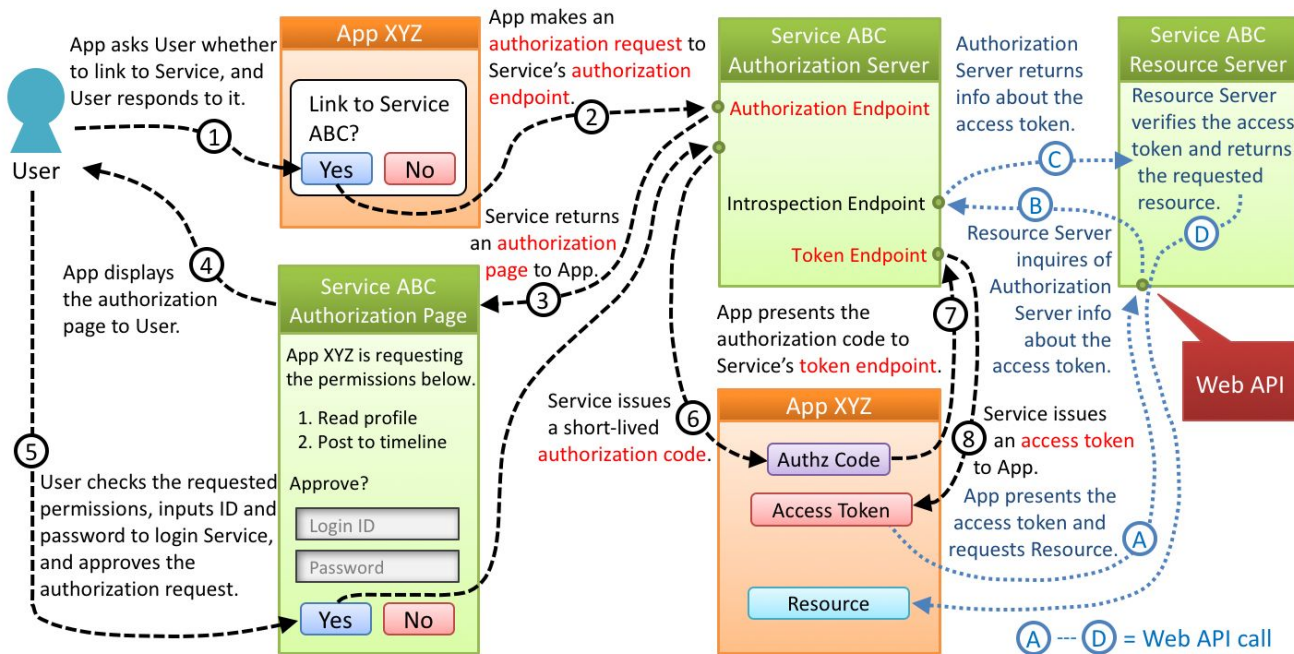 App asks User whether
to link to Service, and
User responds to it.
User
1
App XYZ
Link to Service
ABC?
Yes
No
App makes an
authorization request to
Service's authorization
endpoint.
2
Service ABC
Authorization Server
Authorization Endpoint
Introspection Endpoint
Token Endpoint
Authorization
Server returns
info about the
access token.
C
B
Service ABC
Resource Server
Resource Server
verifies the access
token and returns
the requested
resource.
D
Resource Server
inquires of
Authorization
Server info
about the
access token.
Web API
Service returns
an authorization
page to App.
3
4
App displays
the authorization
page to User.
Service ABC
Authorization Page
App XYZ is requesting
the permissions below.
1. Read profile
2. Post to timeline
Approve?
Login ID
Password
Yes
No
5
User checks the requested
permissions, inputs ID and
password to login Service,
and approves the
authorization request.
Service issues
a short-lived
authorization code.
6
App presents the
authorization code to
Service's token endpoint.
7
App XYZ
Authz Code
Access Token
Resource
8
Service issues
an access token
to App.
App presents the
access token and
requests Resource.
A
A --- D = Web API call